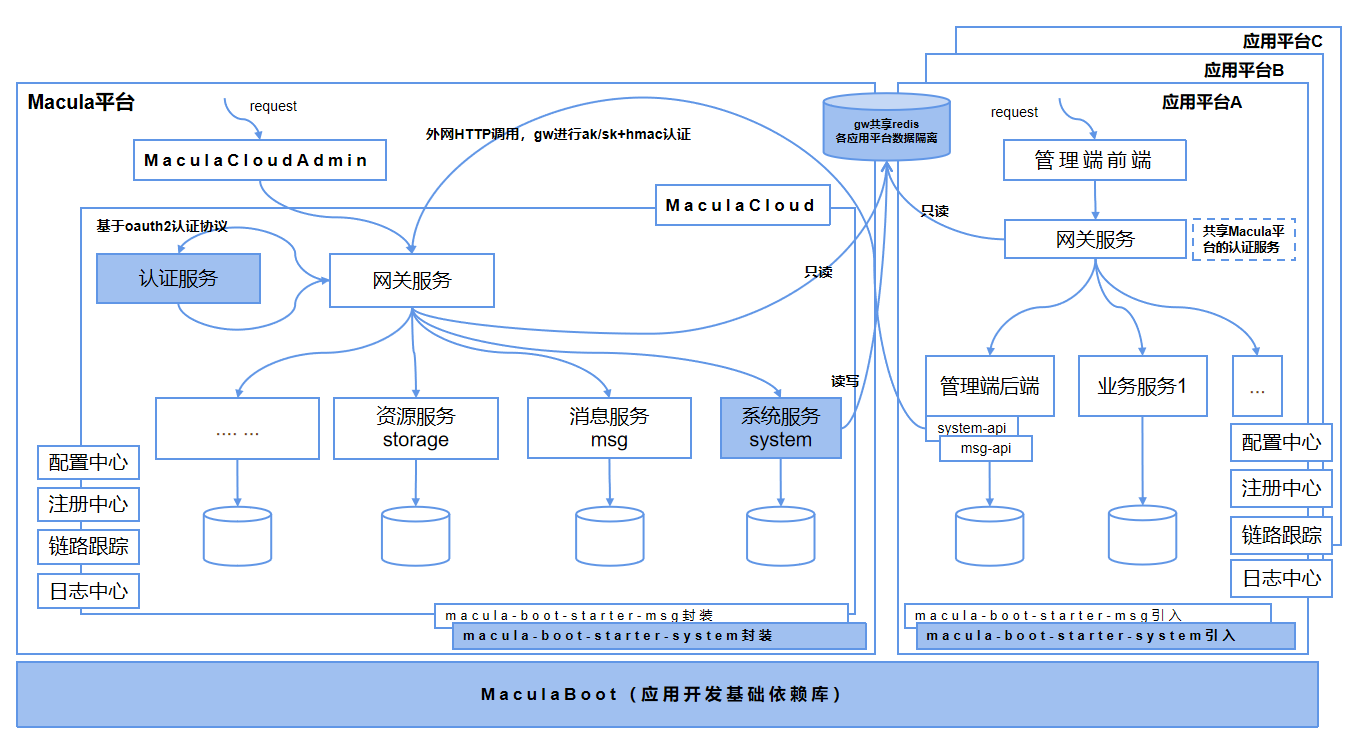 应用平台C
应用平台B
Macula平台
request
MaculaCloudAdmin
外网HTTP调用，gw进行ak/sk+hmac认证
MaculaCloud
基于oauth2认证协议
认证服务
网关服务
只读
读写
.... ...
资源服务
storage
消息服务
msg
系统服务
system
配置中心
注册中心
链路跟踪
日志中心
macula-boot-starter-msg封装
macula-boot-starter-system封装
gw共享redis
各应用平台数据隔离
应用平台A
request
管理端前端
只读
网关服务
共享Macula平
台的认证服务
管理端后端
system-api
msg-api
业务服务1
...
配置中心
注册中心
链路跟踪
日志中心
macula-boot-starter-msg引入
macula-boot-starter-system引入
MaculaBoot（应用开发基础依赖库）